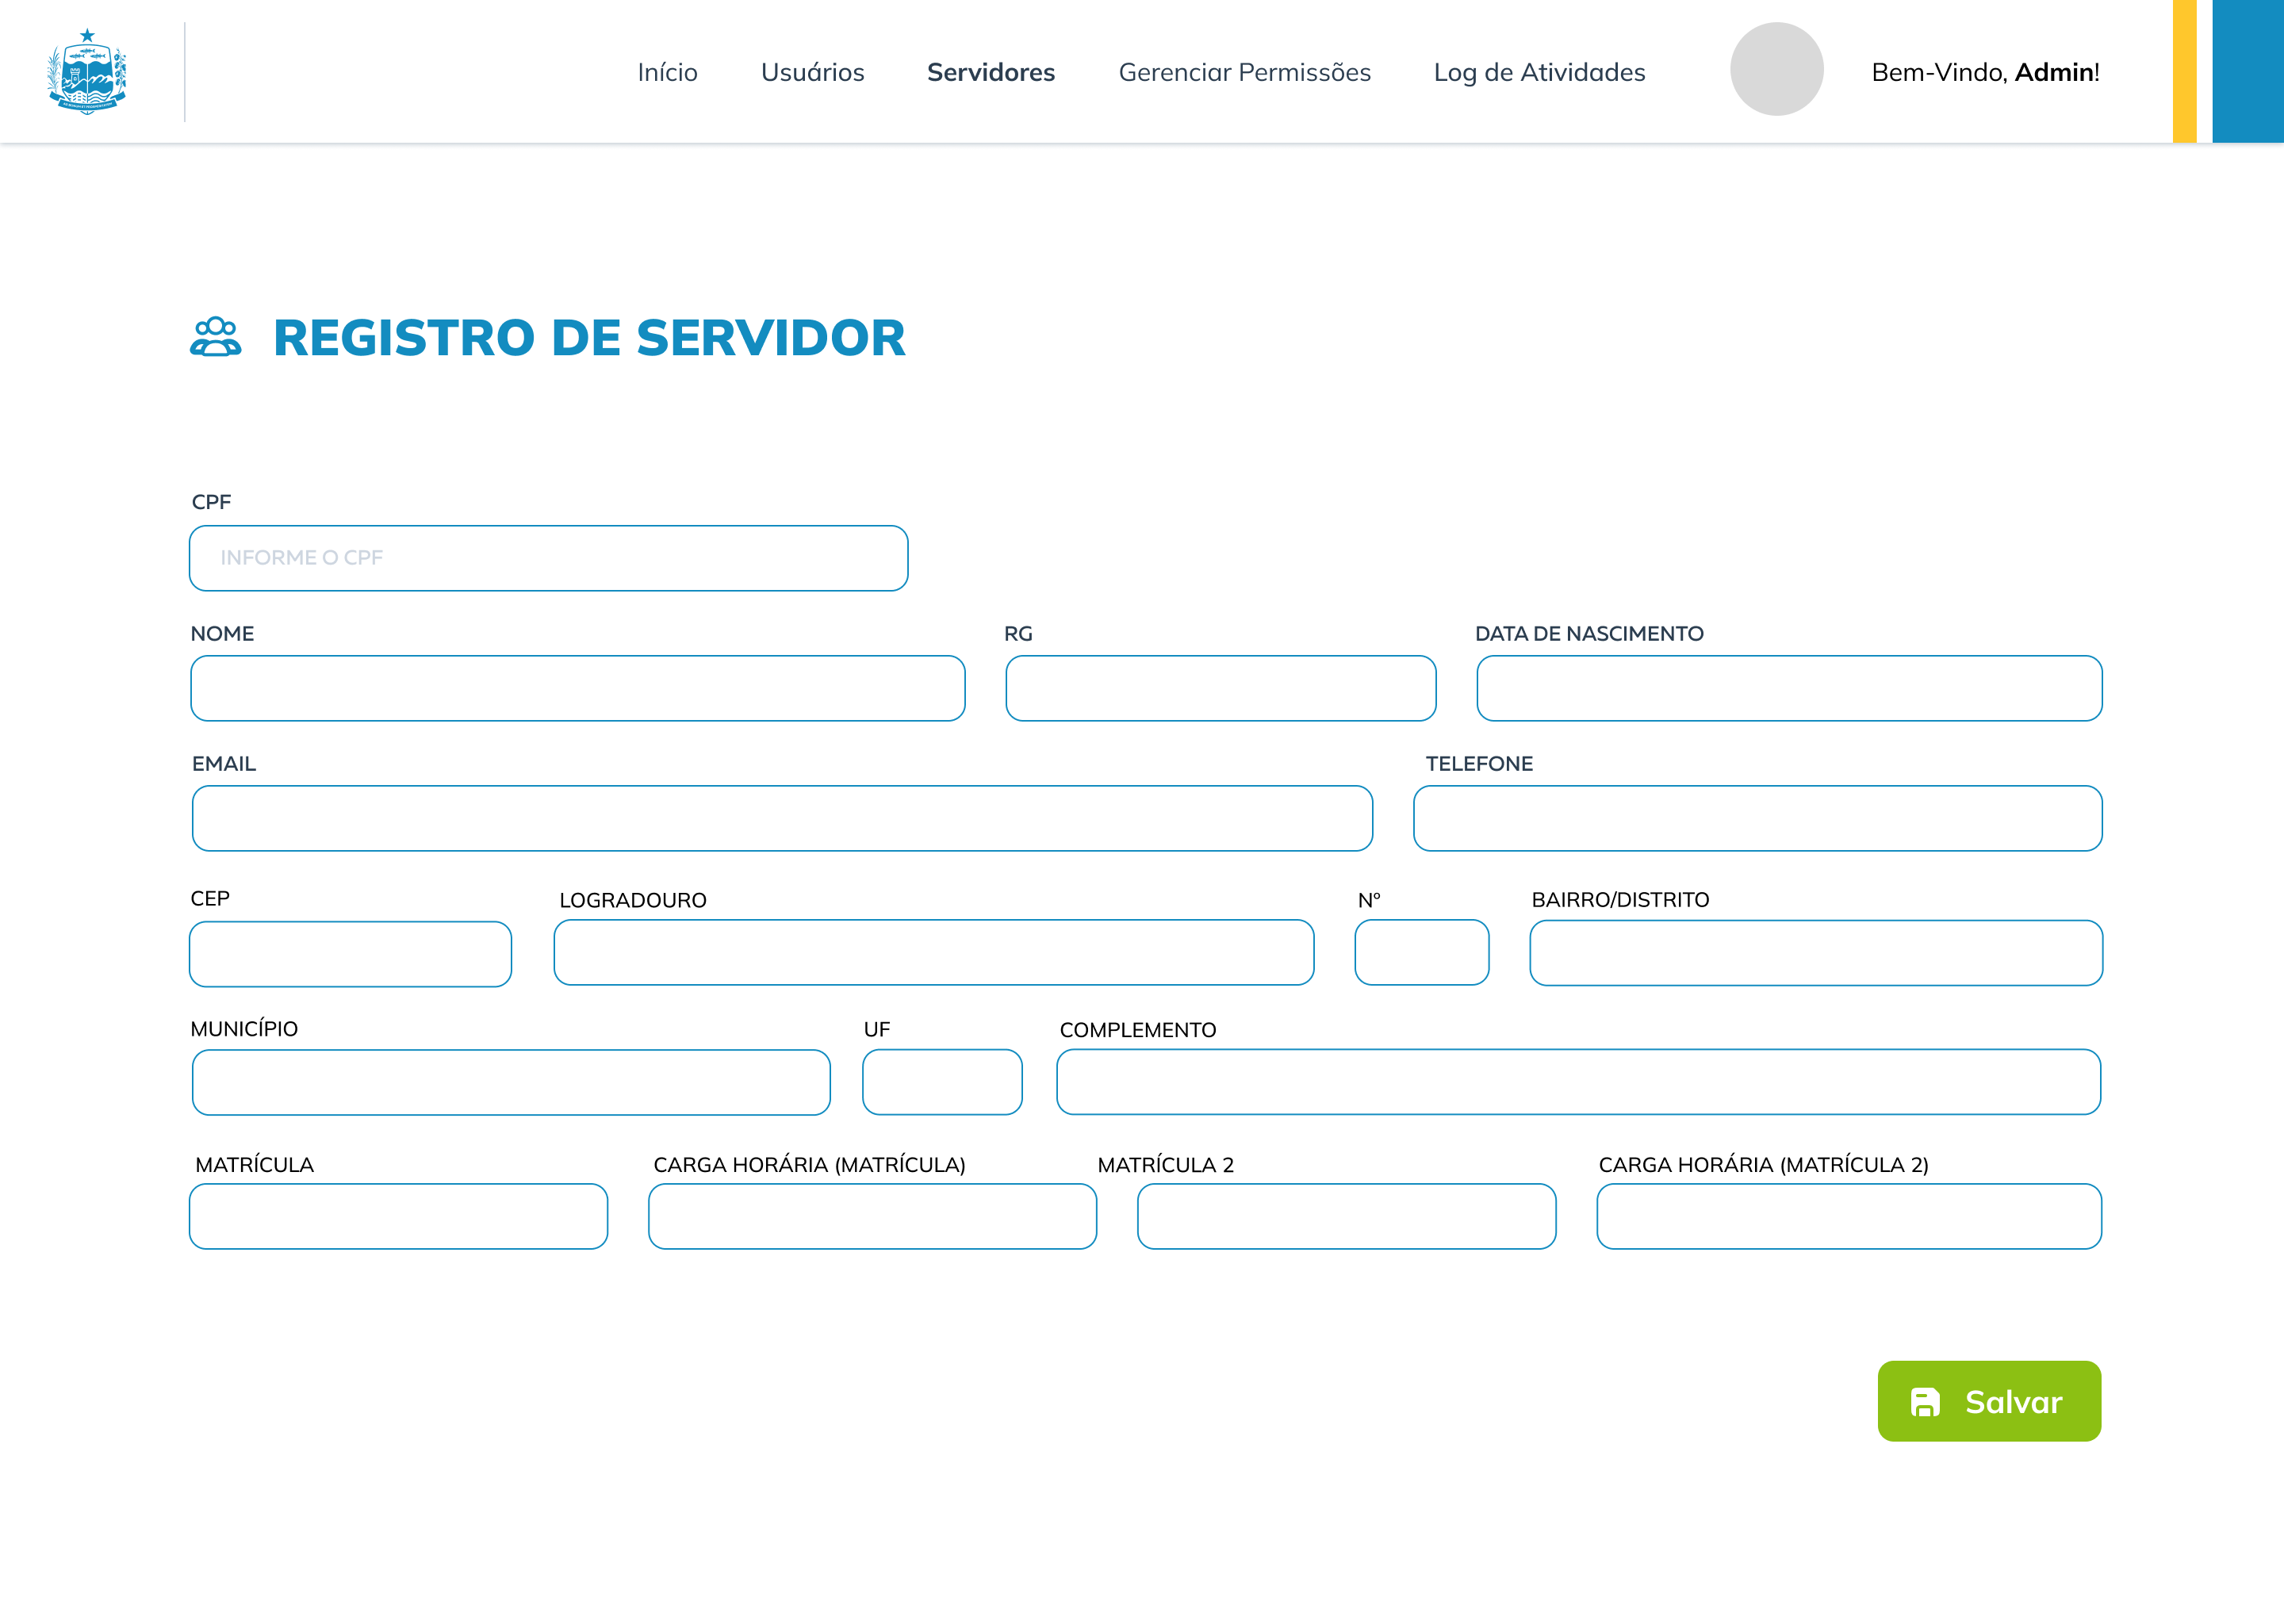 Início Usuários Servidores Gerenciar Permissões Log de Atividades Bem-Vindo, Admin!
REGISTRO DE SERVIDOR
CPF
INFORME O CPF
NOME RG DATA DE NASCIMENTO
EMAIL TELEFONE
CEP LOGRADOURO Nº BAIRRO/DISTRITO
MUNICÍPIO UF COMPLEMENTO
MATRÍCULA CARGA HORÁRIA (MATRÍCULA) MATRÍCULA 2 CARGA HORÁRIA (MATRÍCULA 2)
Salvar